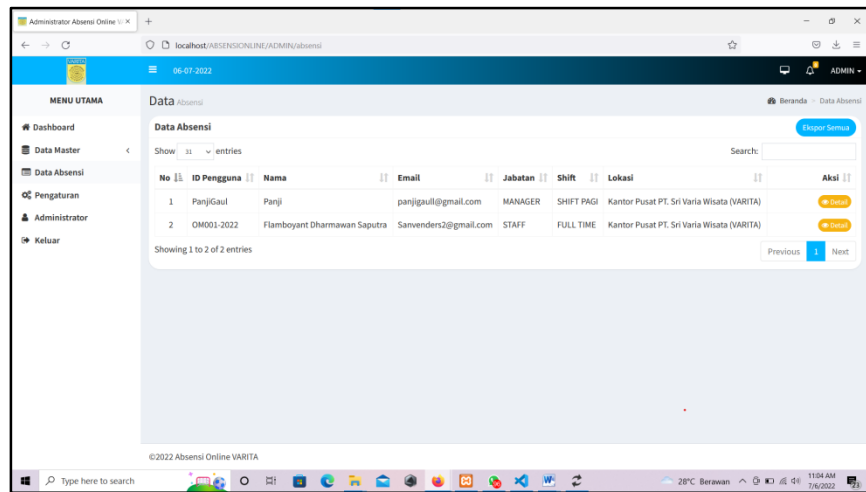 Administrator Absensi Online V
localhost/ABSENSIONLINE/ADMIN/absensi
VARITA
06-07-2022
ADMIN
MENU UTAMA
Dashboard
Data Master
Data Absensi
Pengaturan
Administrator
Keluar
Data Absensi
Beranda > Data Absensi
Data Absensi
Ekspor Semua
Show 31 entries
Search:
No ID Pengguna Nama Email Jabatan Shift Lokasi Aksi
1 PanjiGaul Panji panjigaull@gmail.com MANAGER SHIFT PAGI Kantor Pusat PT. Sri Varia Wisata (VARITA) Detail
2 OM001-2022 Flamboyant Dharmawan Saputra Sanvenders2@gmail.com STAFF FULL TIME Kantor Pusat PT. Sri Varia Wisata (VARITA) Detail
Showing 1 to 2 of 2 entries
Previous 1 Next
©2022 Absensi Online VARITA
Type here to search
28°C Berawan
11:04 AM
7/6/2022